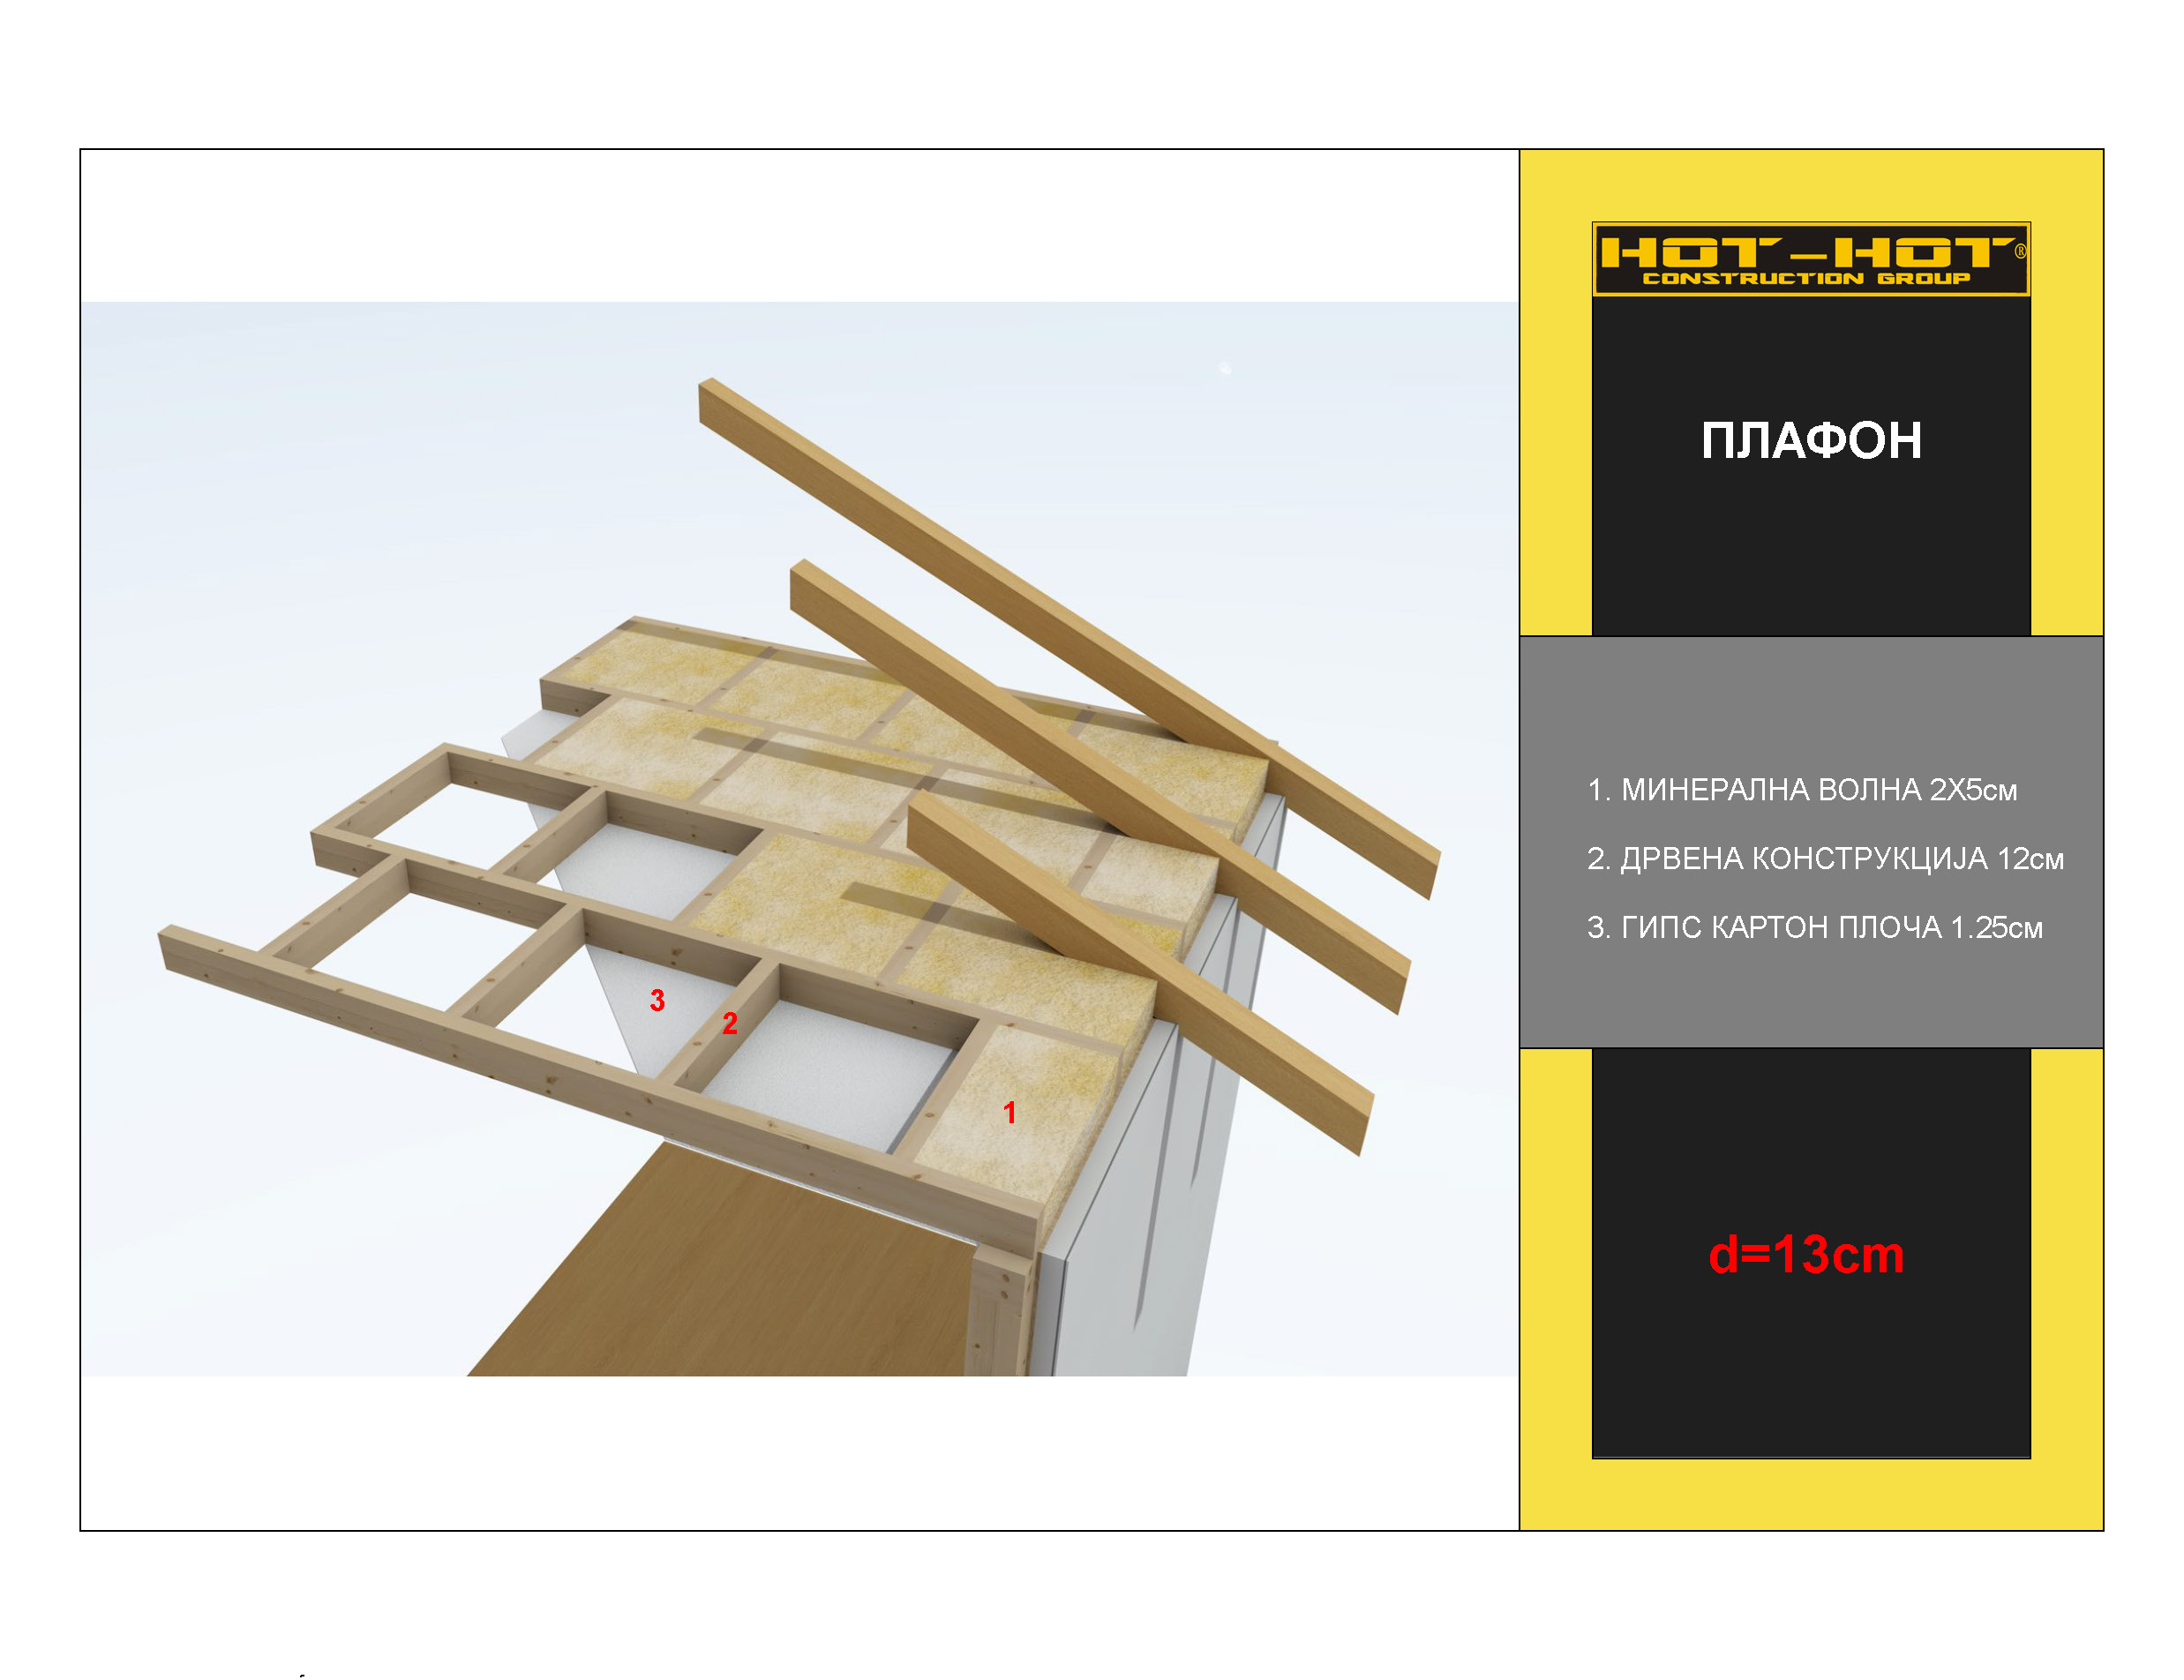 HOT-HOT®
CONSTRUCTION GROUP
ПЛАФОН
1. МИНЕРАЛНА ВОЛНА 2X5см
2. ДРВЕНА КОНСТРУКЦИЈА 12см
3. ГИПС КАРТОН ПЛОЧА 1.25см
3
2
1
d=13cm